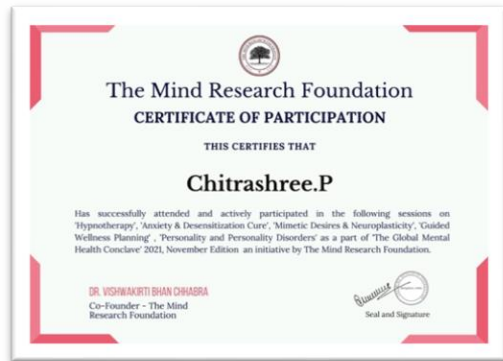 The Mind Research Foundation
CERTIFICATE OF PARTICIPATION
THIS CERTIFIES THAT
Chitrashree.P
Has successfully attended and actively participated in the following sessions on
'Hypnotherapy', 'Anxiety & Desensitization Cure', 'Mimetic Desires & Neuroplasticity', 'Guided
Wellness Planning' , 'Personality and Personality Disorders' as a part of 'The Global Mental
Health Conclave' 2021, November Edition an initiative by The Mind Research Foundation.
DR. VISHWAKIRTI BHAN CHHABRA
Co-Founder - The Mind
Research Foundation
Seal and Signature